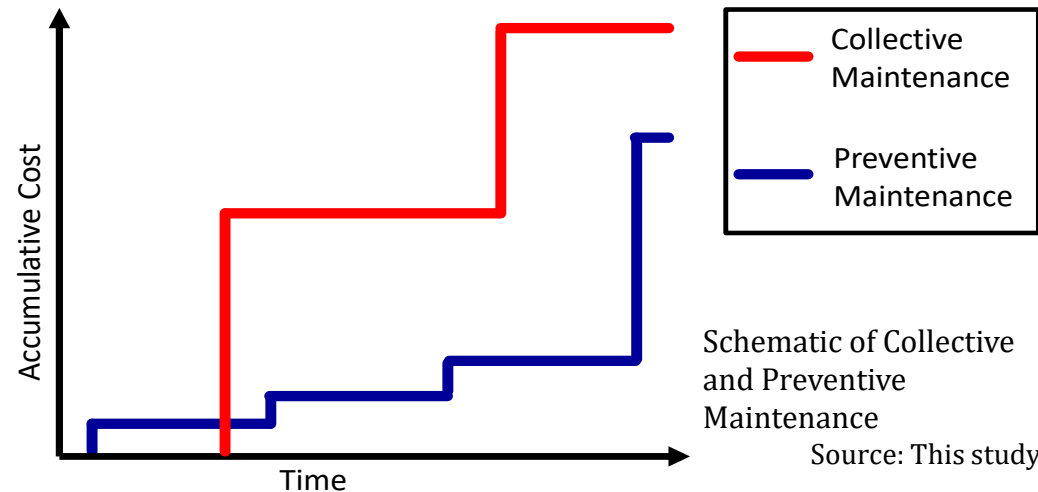 Accumulative Cost
Time
Collective
Maintenance
Preventive
Maintenance
Schematic of Collective
and Preventive
Maintenance
Source: This study